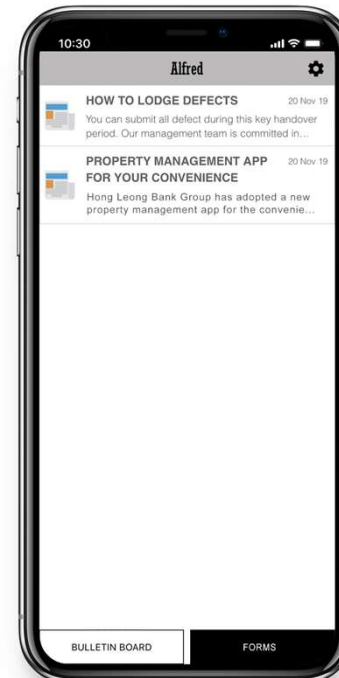 10:30
Alfred
HOW TO LODGE DEFECTS 20 Nov 19
You can submit all defect during this key handover
period. Our management team is committed in...
PROPERTY MANAGEMENT APP 20 Nov 19
FOR YOUR CONVENIENCE
Hong Leong Bank Group has adopted a new
property management app for the convenie...
BULLETIN BOARD FORMS